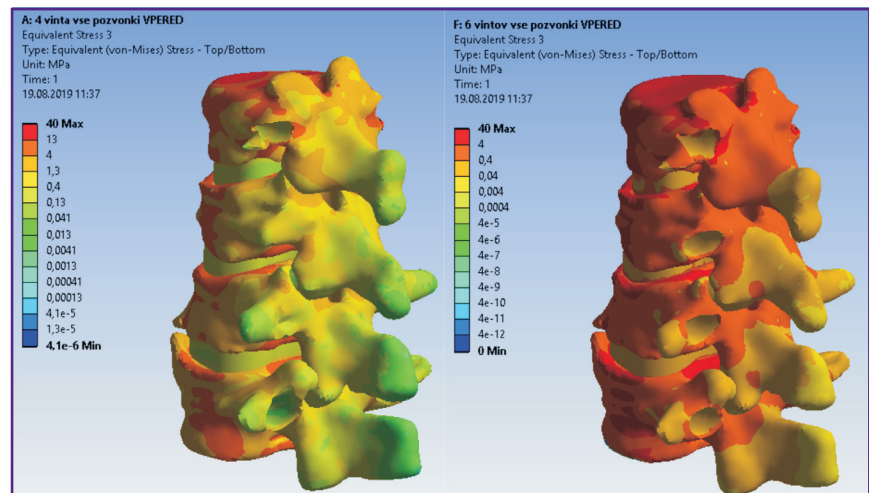 A: 4 vinta vse pozvonki VPERED
Equivalent Stress 3
Type: Equivalent (von-Mises) Stress - Top/Bottom
Unit: MPa
Time: 1
19.08.2019 11:37
40 Max
13
4
1,3
0,4
0,13
0,041
0,013
0,0041
0,0013
0,00041
0,00013
4,1e-5
1,3e-5
4,1e-6 Min
F: 6 vintov vse pozvonki VPERED
Equivalent Stress 3
Type: Equivalent (von-Mises) Stress - Top/Bottom
Unit: MPa
Time: 1
19.08.2019 11:37
40 Max
4
0,4
0,04
0,004
0,0004
4e-5
4e-6
4e-7
4e-8
4e-9
4e-10
4e-11
4e-12
0 Min